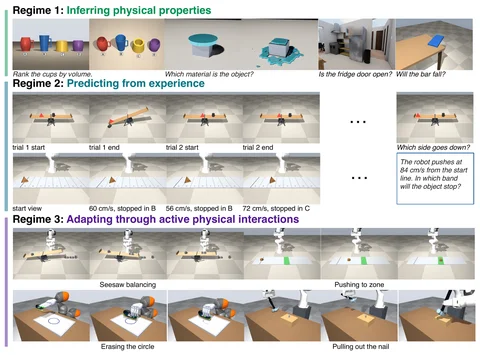 Regime 1: Inferring physical properties
Rank the cups by volume.
Which material is the object?
Is the fridge door open?
Will the bar fall?
Regime 2: Predicting from experience
trial 1 start
trial 1 end
trial 2 start
trial 2 end
...
Which side goes down?
start view
60 cm/s, stopped in B
56 cm/s, stopped in B
72 cm/s, stopped in C
The robot pushes at
84 cm/s from the start
line. In which band
will the object stop?
Regime 3: Adapting through active physical interactions
Seesaw balancing
Pushing to zone
Erasing the circle
Pulling out the nail